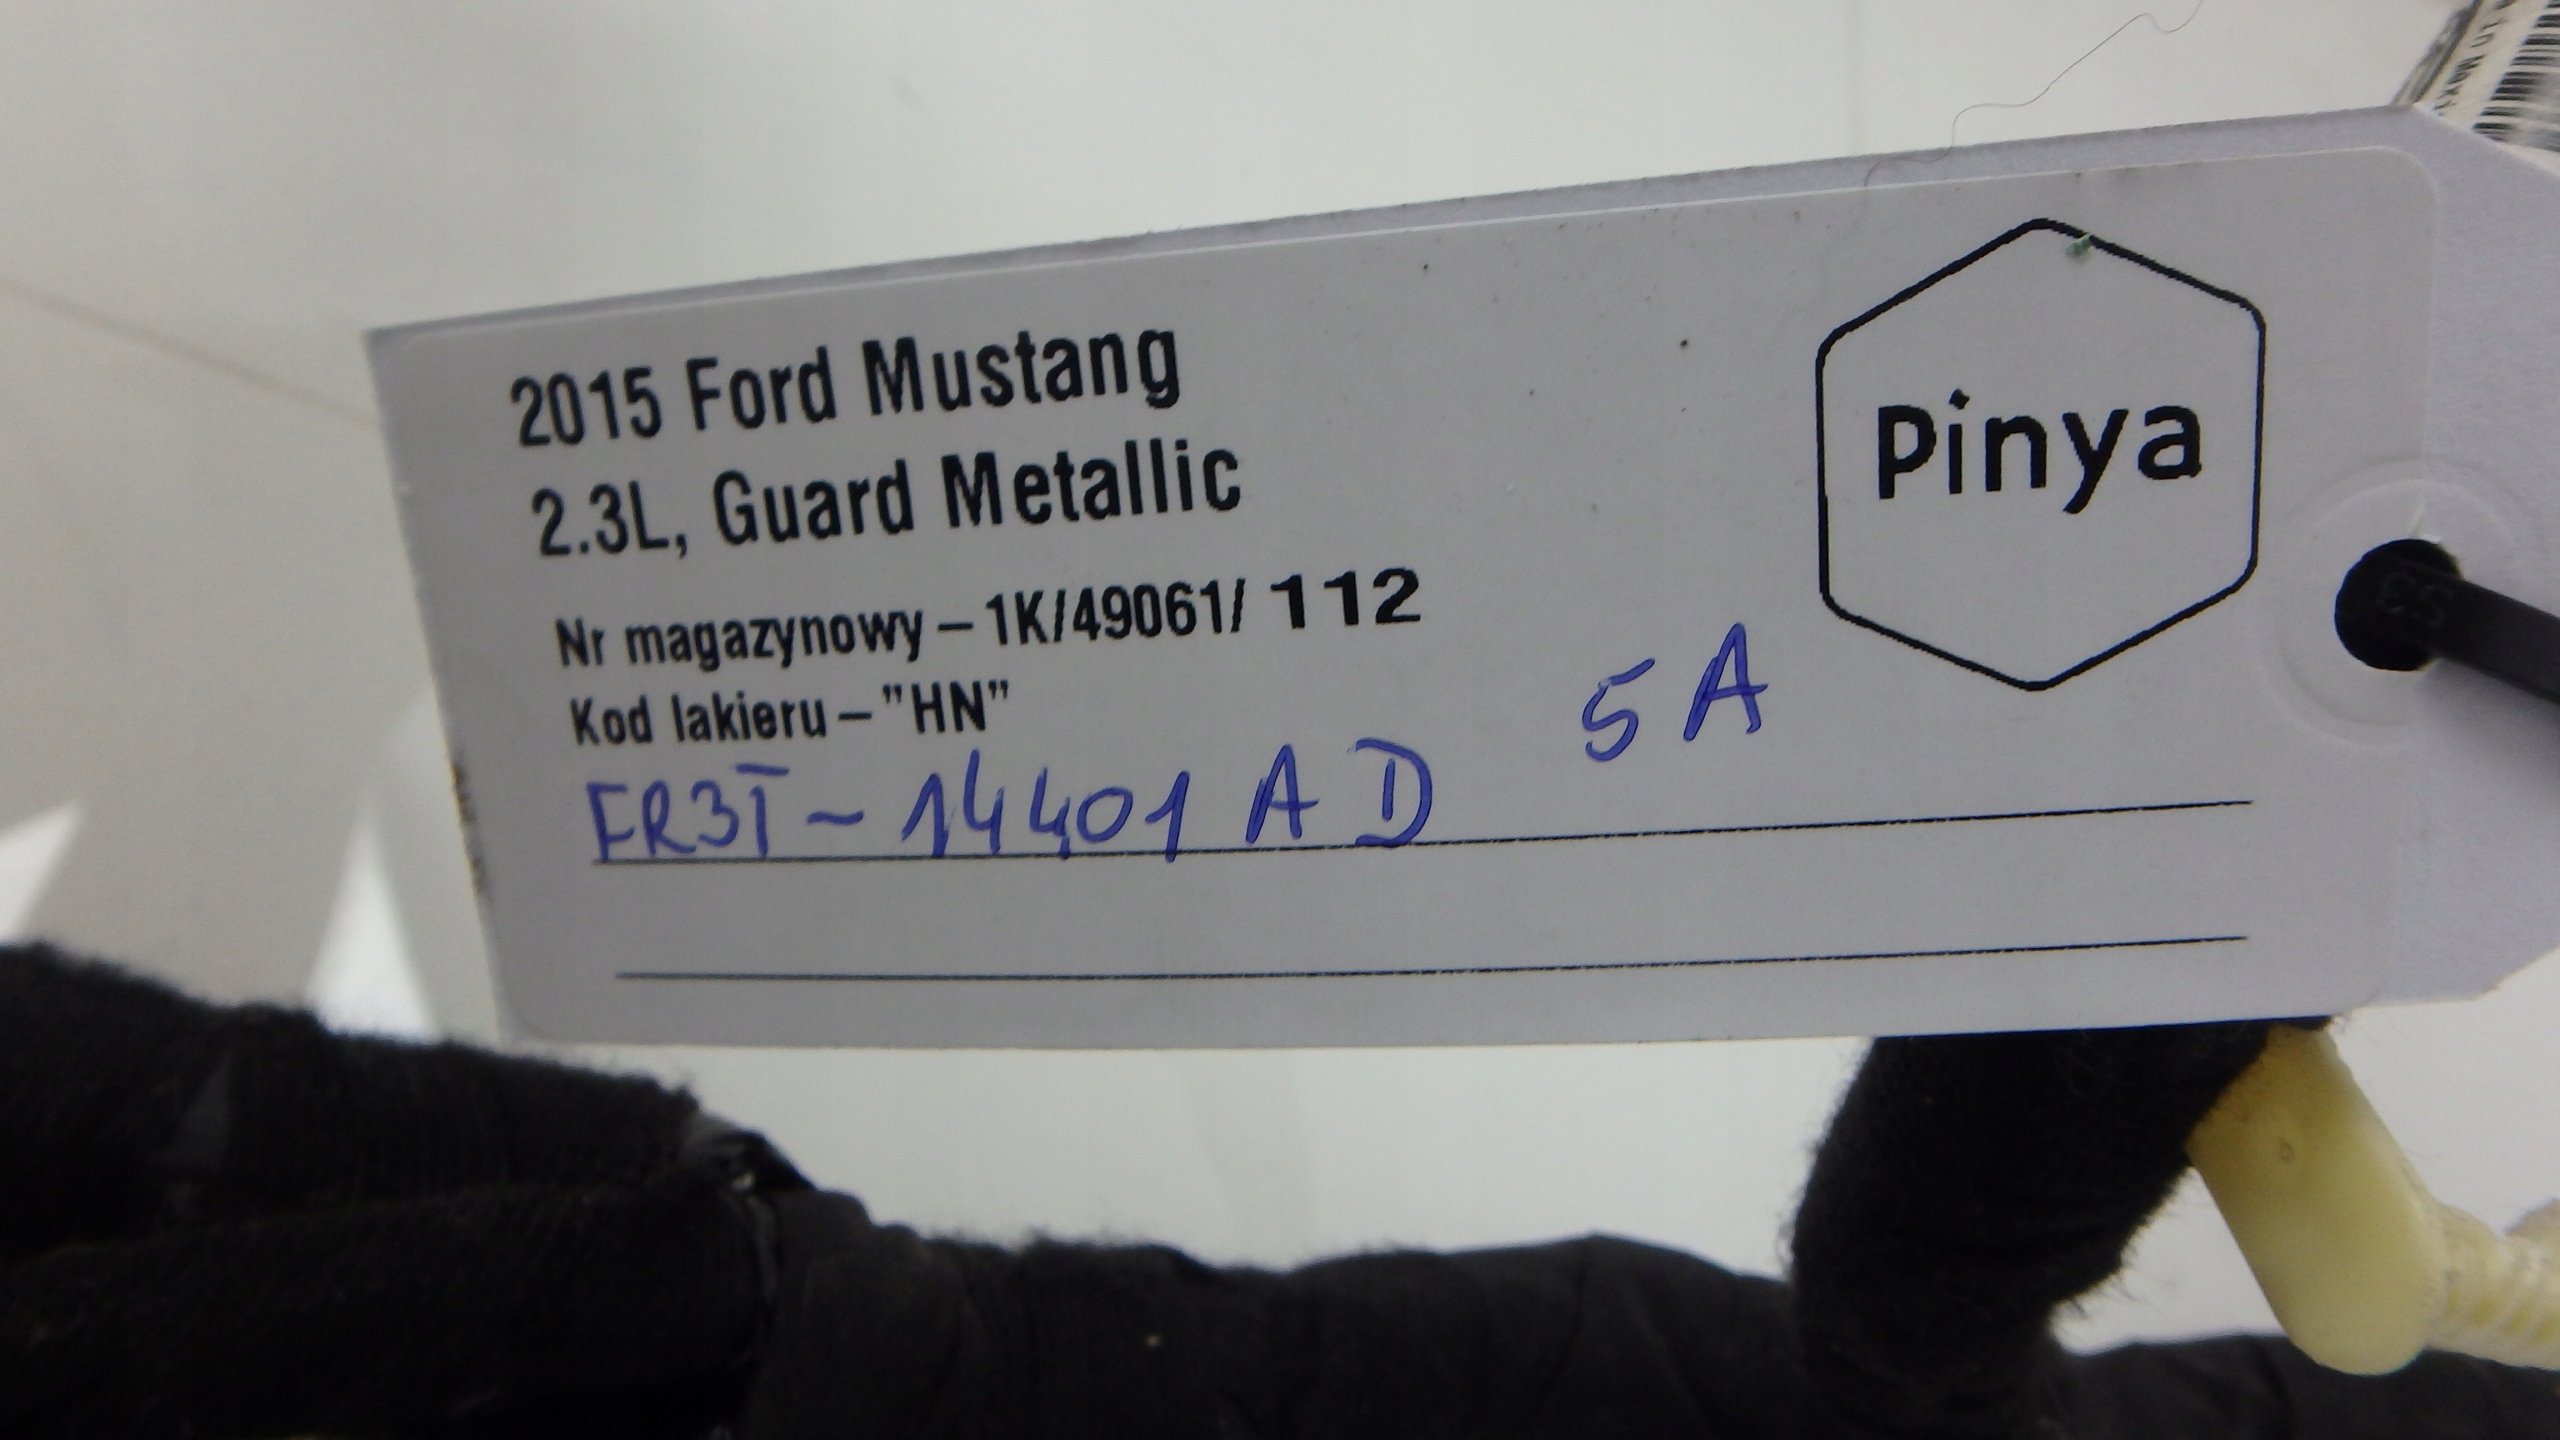 2015 Ford Mustang
2.3L, Guard Metallic
Nr magazynowy – 1K/49061/ 112
Kod lakieru – "HN"
5A
FR3T-14401 AD
Pinya